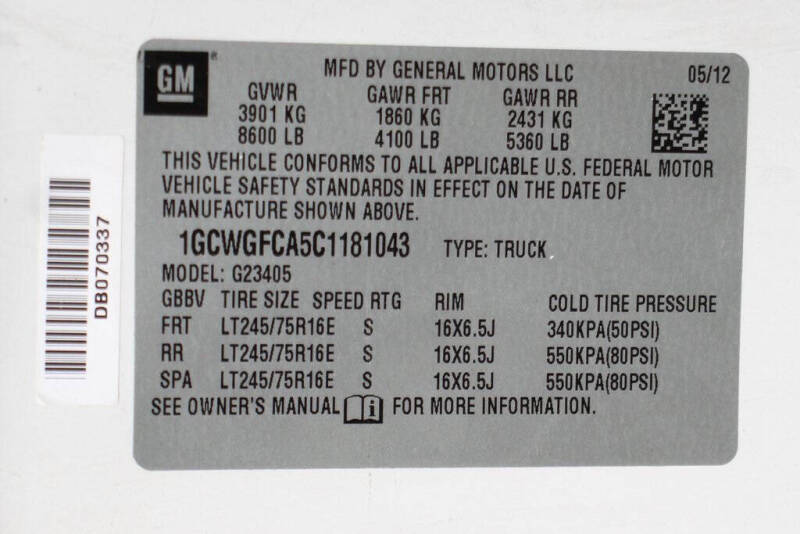 GM
MFD BY GENERAL MOTORS LLC 05/12
GVWR GAWR FRT GAWR RR
3901 KG 1860 KG 2431 KG
8600 LB 4100 LB 5360 LB
THIS VEHICLE CONFORMS TO ALL APPLICABLE U.S. FEDERAL MOTOR
VEHICLE SAFETY STANDARDS IN EFFECT ON THE DATE OF
MANUFACTURE SHOWN ABOVE.
1GCWGFCA5C1181043 TYPE: TRUCK
MODEL: G23405
GBBV TIRE SIZE SPEED RTG RIM COLD TIRE PRESSURE
FRT LT245/75R16E S 16X6.5J 340KPA(50PSI)
RR LT245/75R16E S 16X6.5J 550KPA(80PSI)
SPA LT245/75R16E S 16X6.5J 550KPA(80PSI)
SEE OWNER'S MANUAL i FOR MORE INFORMATION.
DB070337